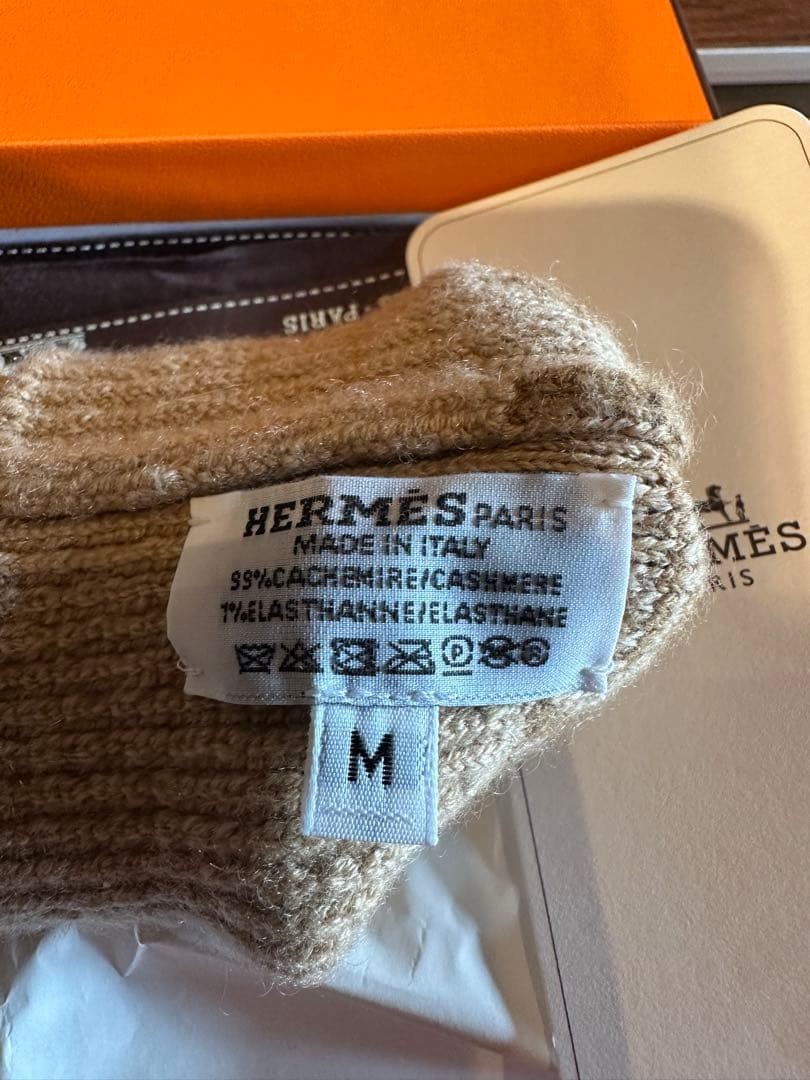 PARIS
HERMÈS PARIS
MADE IN ITALY
99%CACHEMIRE/CASHMERE
1%ELASTHANNE/ELASTHANE
P
M
MÈS
RIS